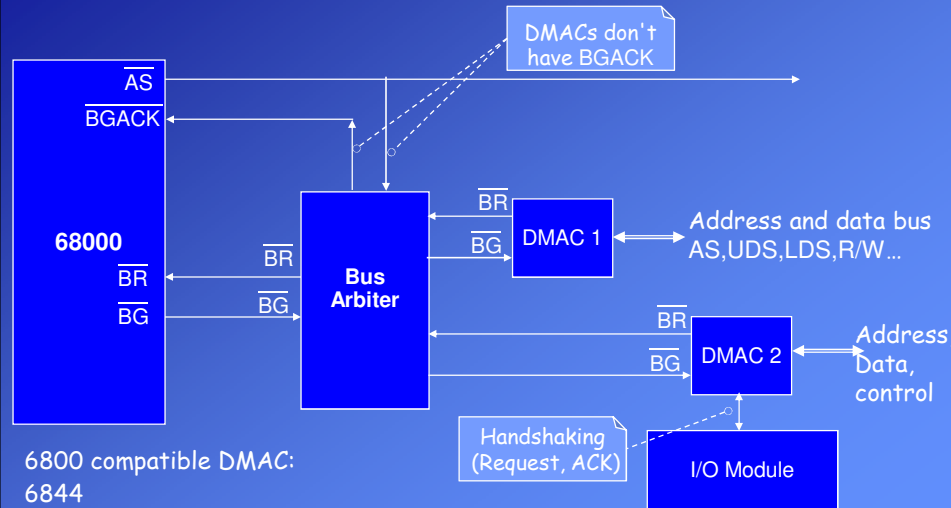 DMACs don't
have BGACK
AS
BGACK
68000
BR
BG
BR
BG
Bus
Arbiter
BR
BG
DMAC 1
Address and data bus
AS,UDS,LDS,R/W...
BR
BG
DMAC 2
Address
Data,
control
Handshaking
(Request, ACK)
I/O Module
6800 compatible DMAC:
6844